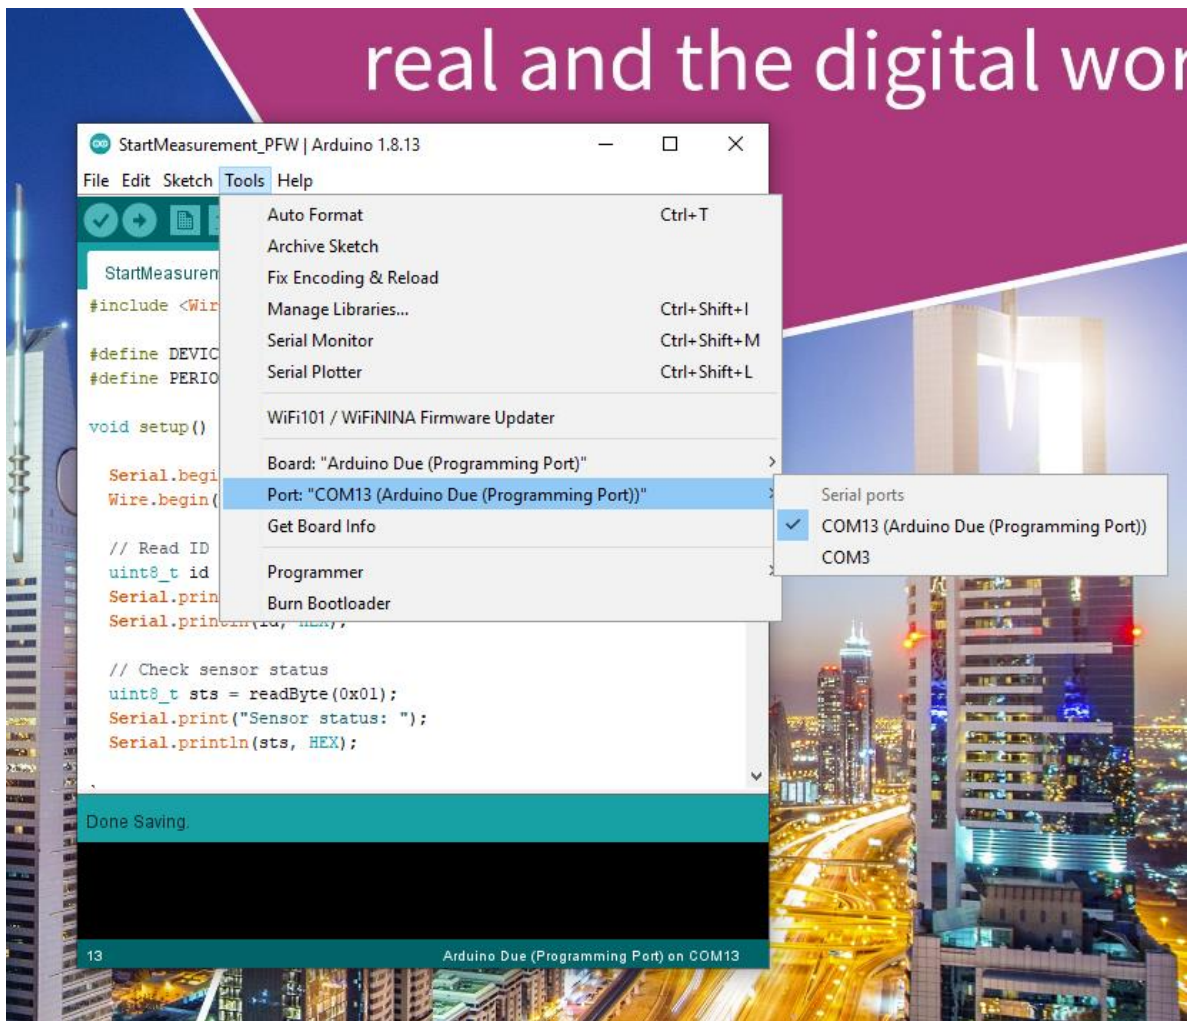 real and the digital wor
StartMeasurement_PFW | Arduino 1.8.13
File Edit Sketch Tools Help
Auto Format Ctrl+T
Archive Sketch
StartMeasuren
Fix Encoding & Reload
#include <Wir
Manage Libraries... Ctrl+Shift+I
Serial Monitor Ctrl+Shift+M
#define DEVIC
Serial Plotter Ctrl+Shift+L
#define PERIO
WiFi101 / WiFiNINA Firmware Updater
void setup()
Board: "Arduino Due (Programming Port)"
Serial.begi
Port: "COM13 (Arduino Due (Programming Port))"
Serial ports
Wire.begin(
Get Board Info
COM13 (Arduino Due (Programming Port))
COM3
// Read ID
uint8_t id
Programmer
Serial.prin
Burn Bootloader
Serial.println(id, HEX);
// Check sensor status
uint8_t sts = readByte(0x01);
Serial.print("Sensor status: ");
Serial.println(sts, HEX);
Done Saving.
13 Arduino Due (Programming Port) on COM13